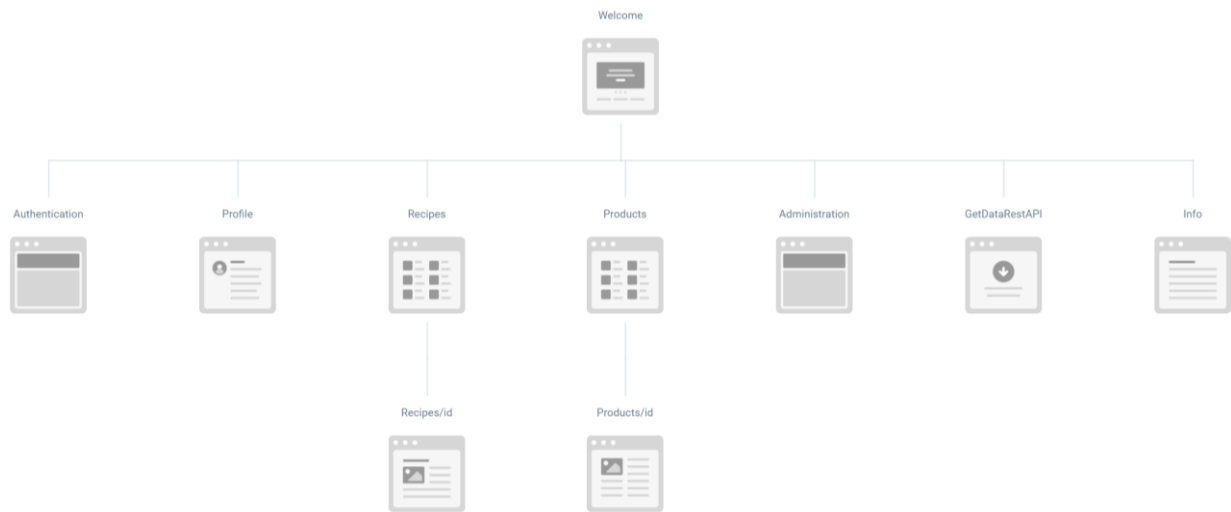 Welcome
Authentication
Profile
Recipes
Products
Administration
GetDataRestAPI
Info
Recipes/id
Products/id